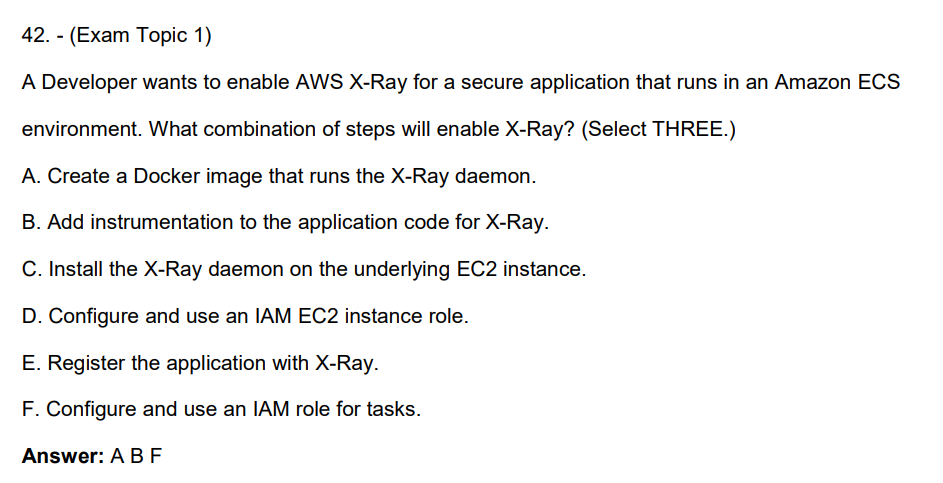 42. - (Exam Topic 1)
A Developer wants to enable AWS X-Ray for a secure application that runs in an Amazon ECS
environment. What combination of steps will enable X-Ray? (Select THREE.)
A. Create a Docker image that runs the X-Ray daemon.
B. Add instrumentation to the application code for X-Ray.
C. Install the X-Ray daemon on the underlying EC2 instance.
D. Configure and use an IAM EC2 instance role.
E. Register the application with X-Ray.
F. Configure and use an IAM role for tasks.
Answer: A B F